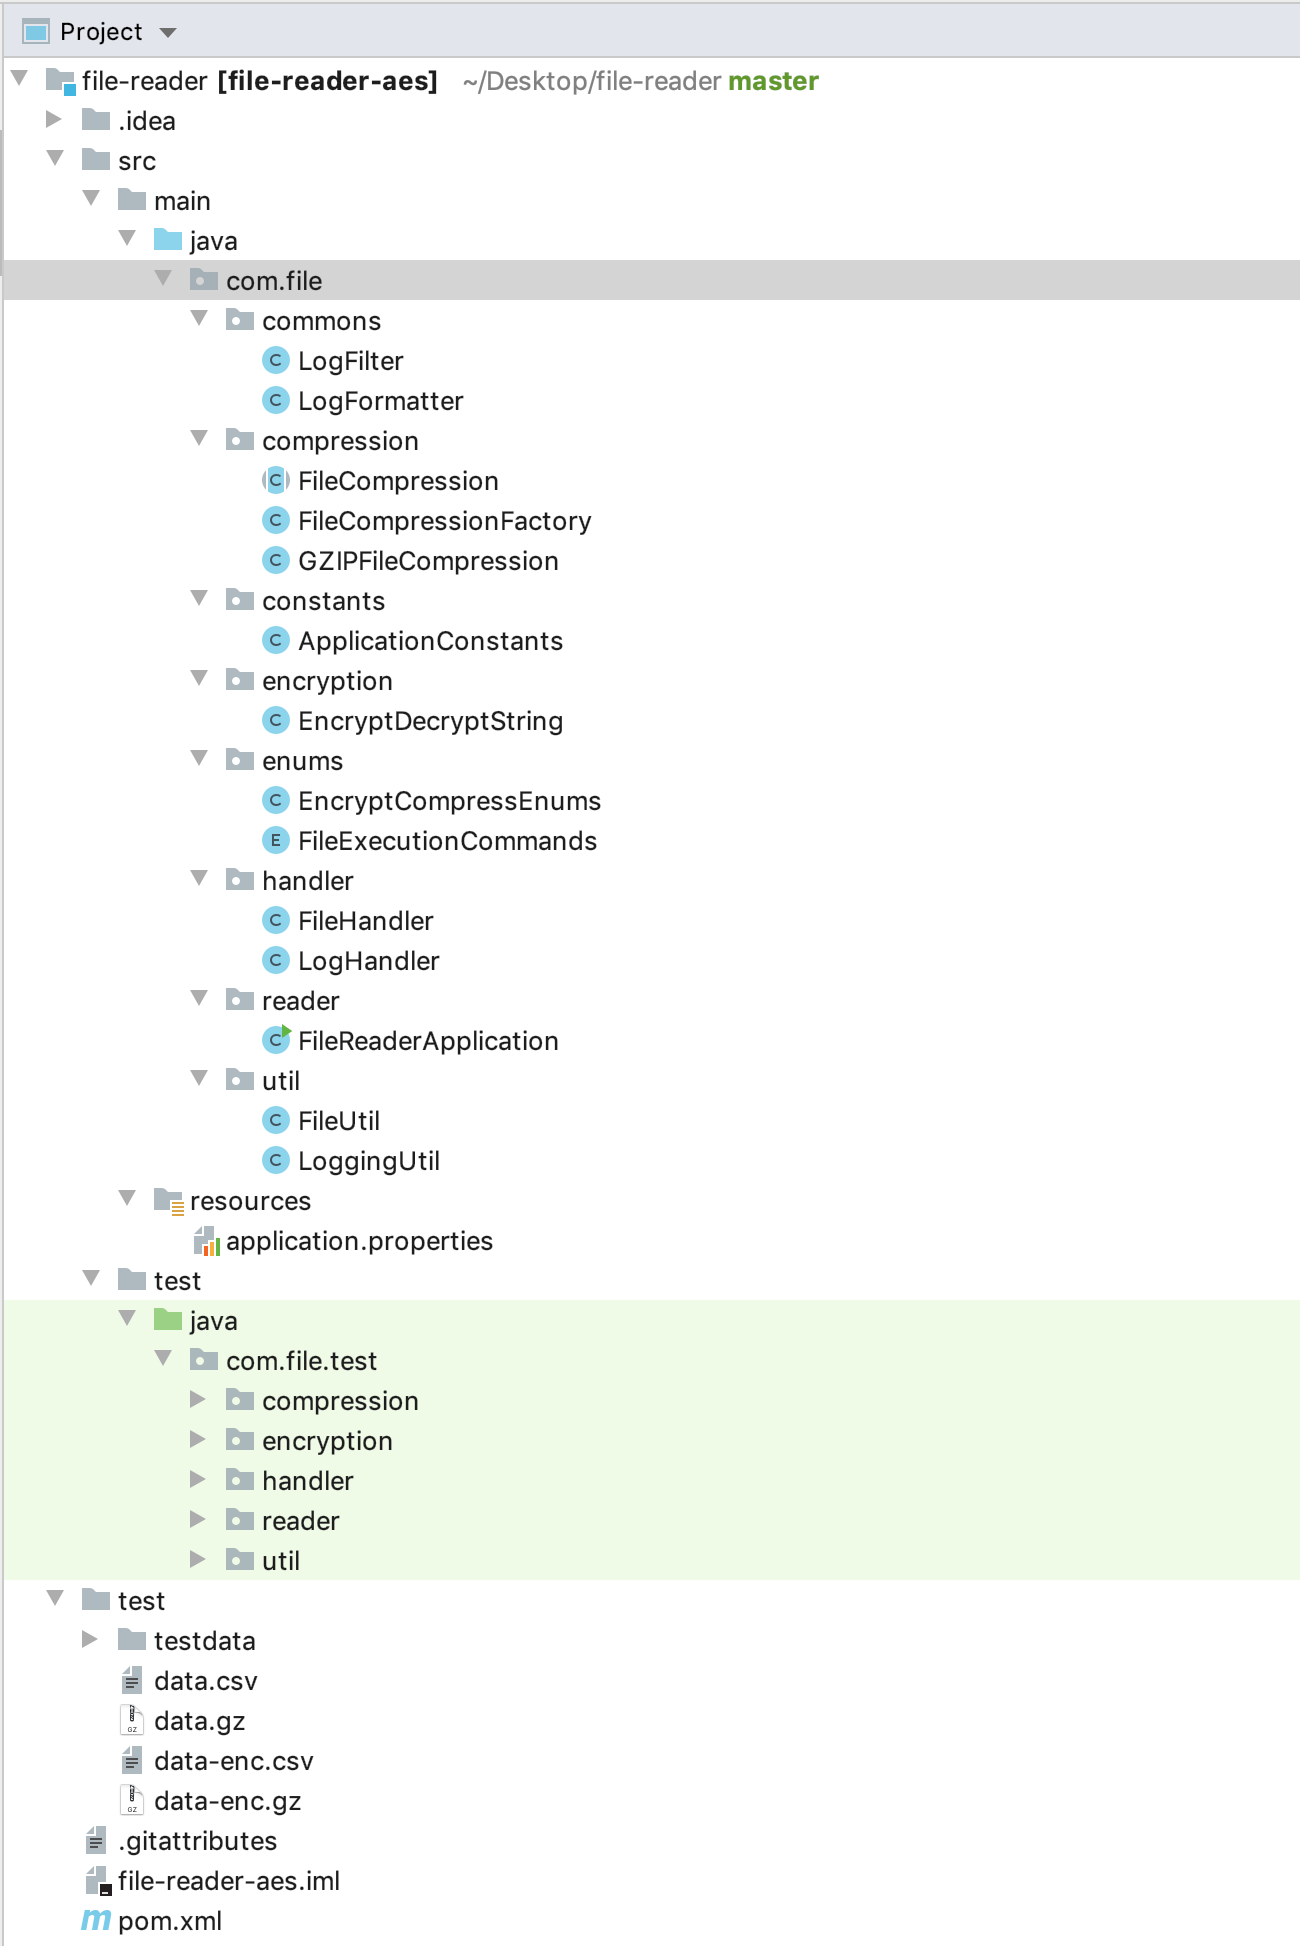 Project
file-reader [file-reader-aes] ~/Desktop/file-reader master
.idea
src
main
java
com.file
commons
C LogFilter
C LogFormatter
compression
C FileCompression
C FileCompressionFactory
C GZIPFileCompression
constants
C ApplicationConstants
encryption
C EncryptDecryptString
enums
C EncryptCompressEnums
E FileExecutionCommands
handler
C FileHandler
C LogHandler
reader
C FileReaderApplication
util
C FileUtil
C LoggingUtil
resources
application.properties
test
java
com.file.test
compression
encryption
handler
reader
util
test
testdata
data.csv
GZ data.gz
data-enc.csv
GZ data-enc.gz
.gitattributes
file-reader-aes.iml
m pom.xml